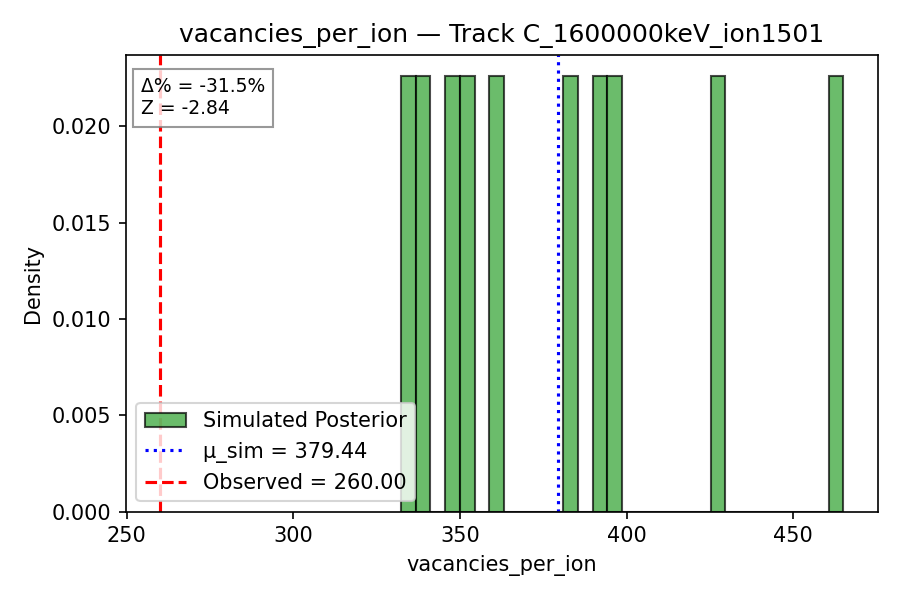 vacancies_per_ion — Track C_1600000keV_ion1501
Δ% = -31.5%
Z = -2.84
Density
0.020
0.015
0.010
0.005
0.000
Simulated Posterior
μ_sim = 379.44
Observed = 260.00
250 300 350 400 450
vacancies_per_ion